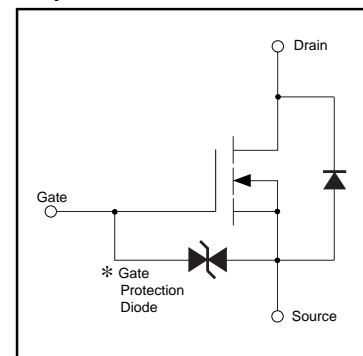 Drain
Gate
* Gate
Protection
Diode
Source